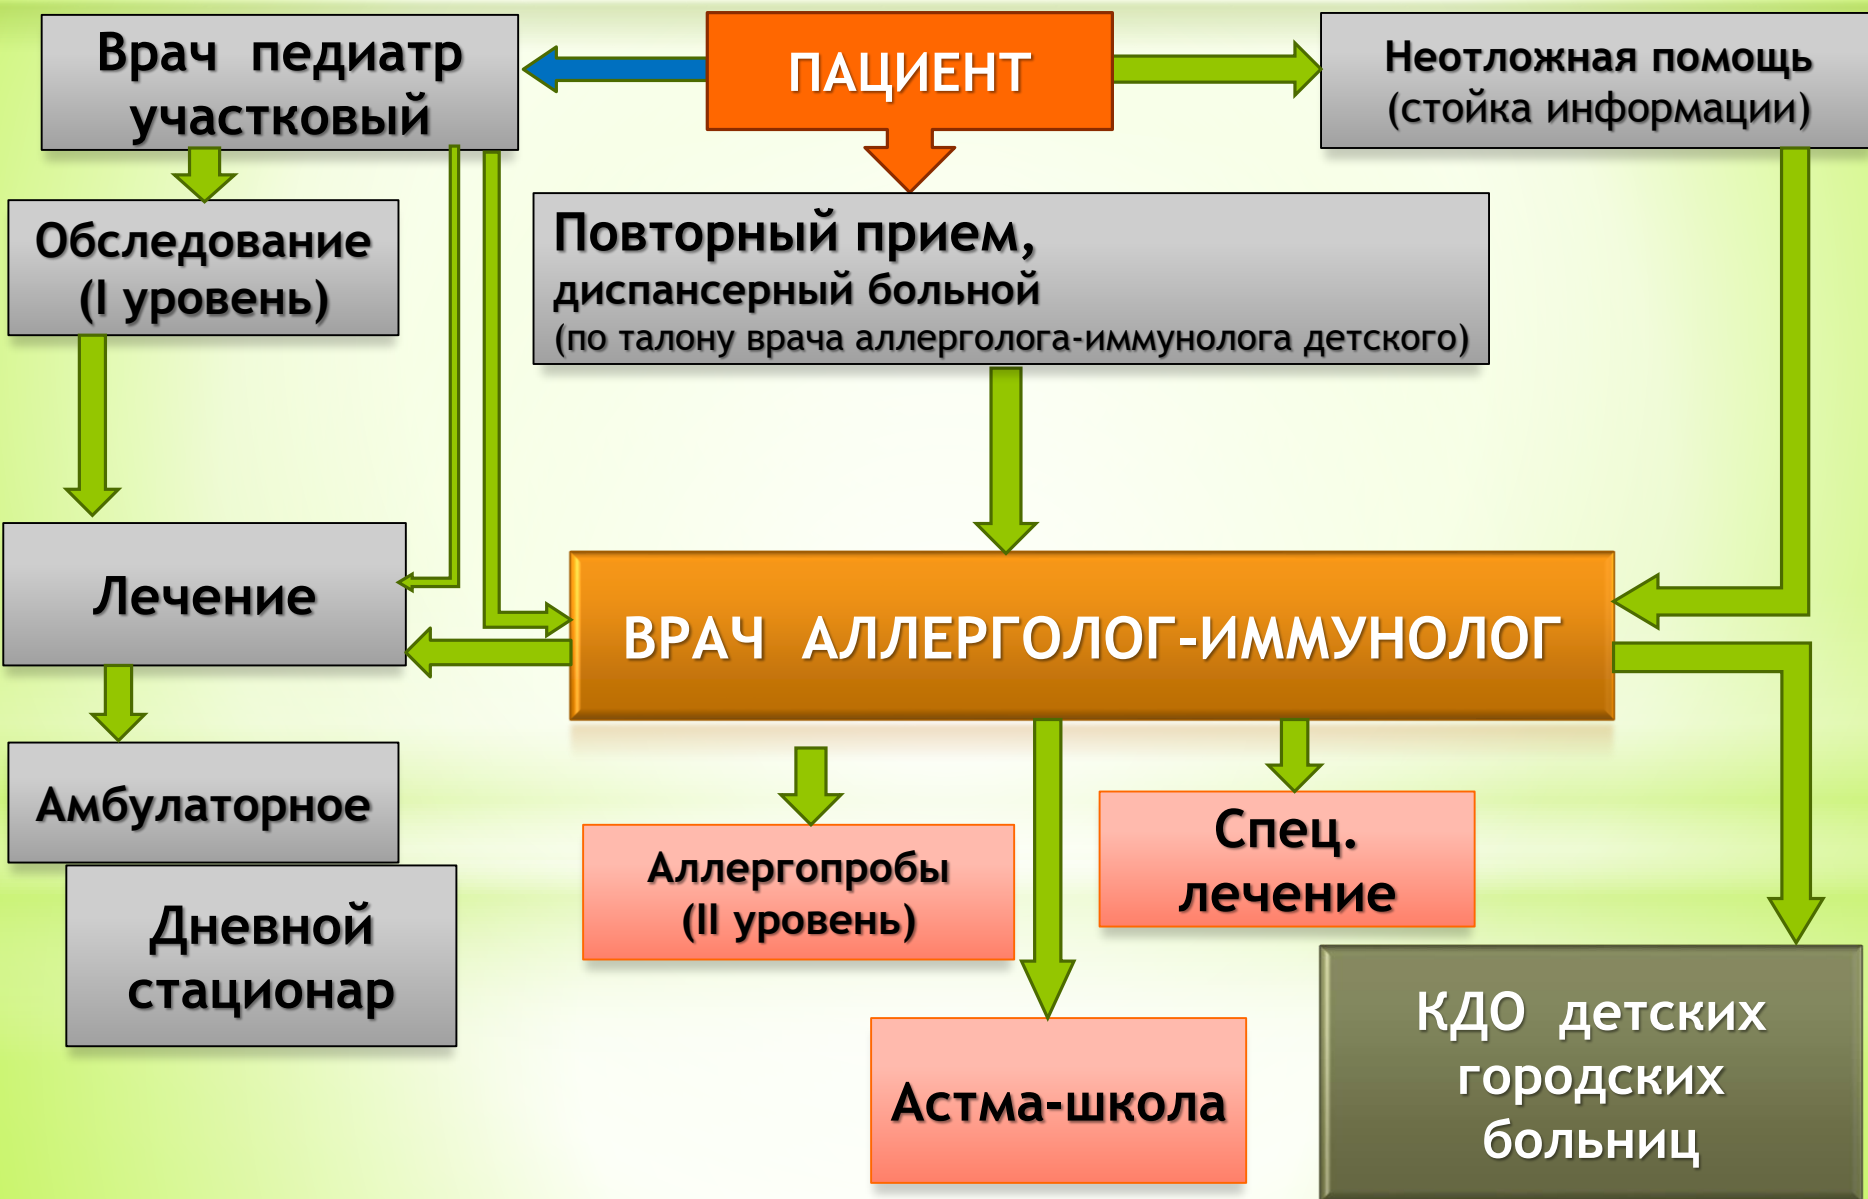 Врач педиатр
участковый
ПАЦИЕНТ
Неотложная помощь
(стойка информации)
Обследование
(I уровень)
Повторный прием,
диспансерный больной
(по талону врача аллерголога-иммунолога детского)
Лечение
ВРАЧ АЛЛЕРГОЛОГ-ИММУНОЛОГ
Амбулаторное
Дневной
стационар
Аллергопробы
(II уровень)
Спец.
лечение
Астма-школа
КДО детских
городских
больниц